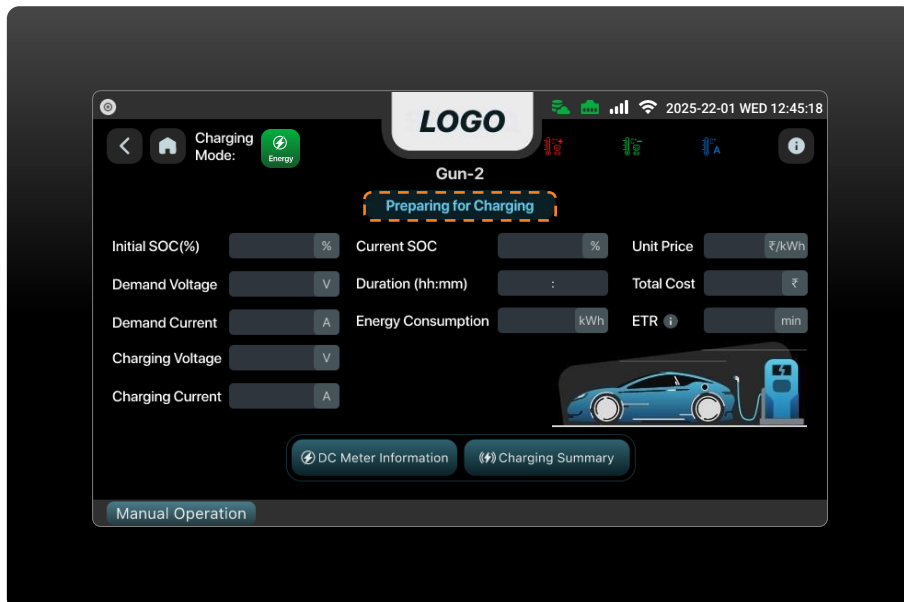 LOGO
2025-22-01 WED 12:45:18
Charging
Mode:
Energy
A
Gun-2
Preparing for Charging
Initial SOC(%) %
Current SOC %
Unit Price ₹/kWh
Demand Voltage V
Duration (hh:mm) :
Total Cost ₹
Demand Current A
Energy Consumption kWh
ETR i min
Charging Voltage V
Charging Current A
DC Meter Information
Charging Summary
Manual Operation